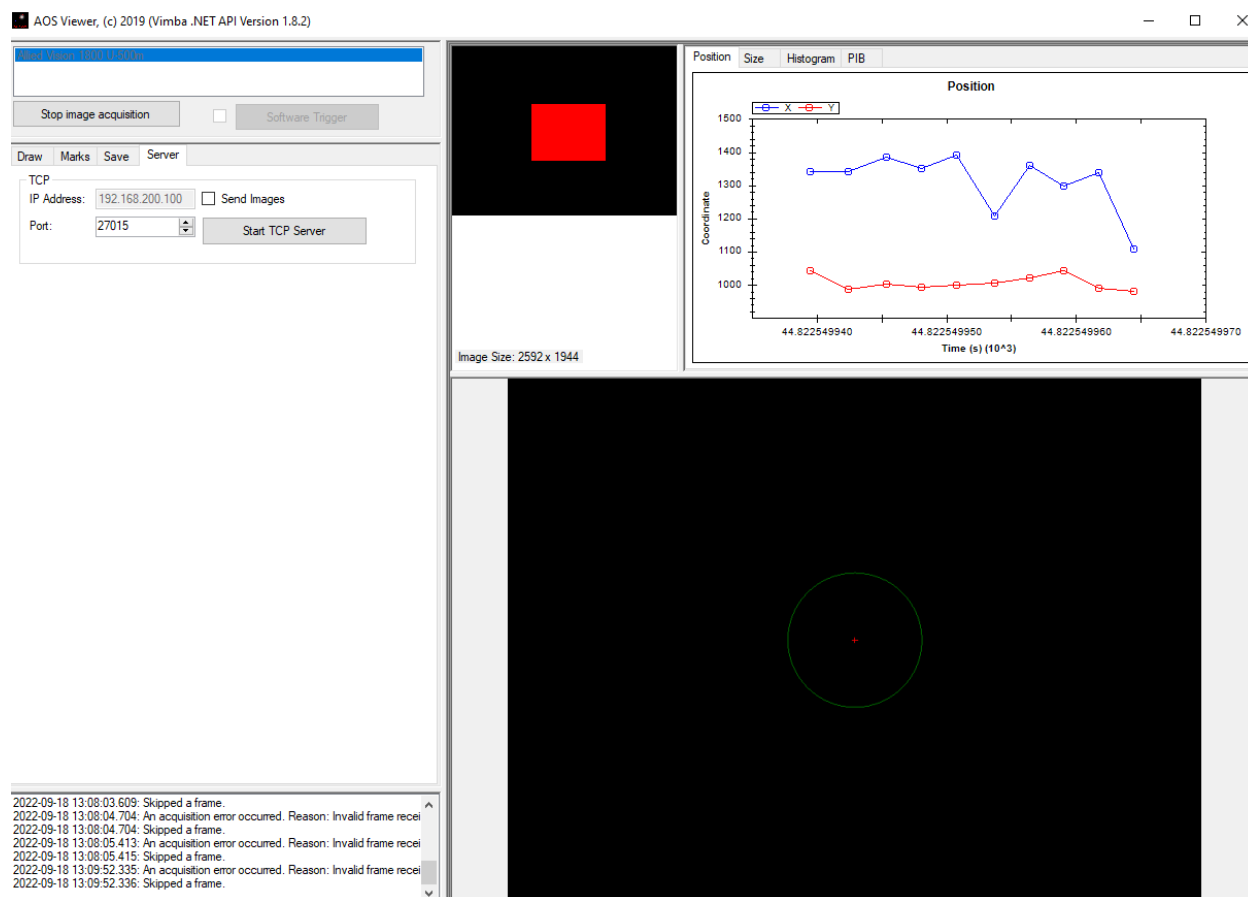 AOS Viewer, (c) 2019 (Vimba .NET API Version 1.8.2)
Allied Vision 1800 U-500m
Stop image acquisition
Software Trigger
Draw Marks Save Server
TCP
IP Address: 192.168.200.100 Send Images
Port: 27015 Start TCP Server
2022-09-18 13:08:03.609: Skipped a frame.
2022-09-18 13:08:04.704: An acquisition error occurred. Reason: Invalid frame recei
2022-09-18 13:08:04.704: Skipped a frame.
2022-09-18 13:08:05.413: An acquisition error occurred. Reason: Invalid frame recei
2022-09-18 13:08:05.415: Skipped a frame.
2022-09-18 13:09:52.335: An acquisition error occurred. Reason: Invalid frame recei
2022-09-18 13:09:52.336: Skipped a frame.
Image Size: 2592 x 1944
Position Size Histogram PIB
Position
X Y
1500
1400
1300
1200
1100
1000
Coordinate
44.822549940 44.822549950 44.822549960 44.822549970
Time (s) (10^3)